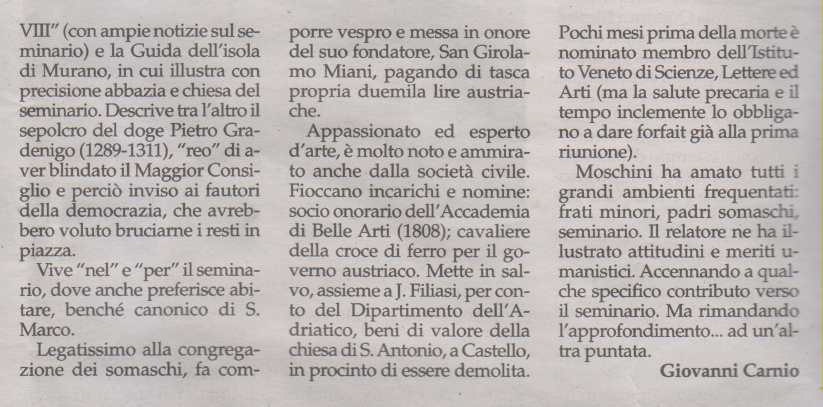 VIII" (con ampie notizie sul se-
minario) e la Guida dell'isola
di Murano, in cui illustra con
precisione abbazia e chiesa del
seminario. Descrive tra l'altro il
sepolcro del doge Pietro Gra-
denigo (1289-1311), "reo" di a-
ver blindato il Maggior Consi-
glio e perciò inviso ai fautori
della democrazia, che avreb-
bero voluto bruciarne i resti in
piazza.
Vive "nel" e "per" il semina-
rio, dove anche preferisce abi-
tare, benché canonico di S.
Marco.
Legatissimo alla congrega-
zione dei somaschi, fa com-
porre vespro e messa in onore
del suo fondatore, San Girola-
mo Miani, pagando di tasca
propria duemila lire austria-
che.
Appassionato ed esperto
d'arte, è molto noto e ammira-
to anche dalla società civile.
Fioccano incarichi e nomine:
socio onorario dell'Accademia
di Belle Arti (1808); cavaliere
della croce di ferro per il go-
verno austriaco. Mette in sal-
vo, assieme a J. Filiasi, per con-
to del Dipartimento dell'A-
driatico, beni di valore della
chiesa di S. Antonio, a Castello,
in procinto di essere demolita.
Pochi mesi prima della morte è
nominato membro dell'Istitu-
to Veneto di Scienze, Lettere ed
Arti (ma la salute precaria e il
tempo inclemente lo obbliga-
no a dare forfait già alla prima
riunione).
Moschini ha amato tutti i
grandi ambienti frequentati:
frati minori, padri somaschi,
seminario. Il relatore ne ha il-
lustrato attitudini e meriti u-
manistici. Accennando a qual-
che specifico contributo verso
il seminario. Ma rimandando
l'approfondimento... ad un'al-
tra puntata.
Giovanni Carnio